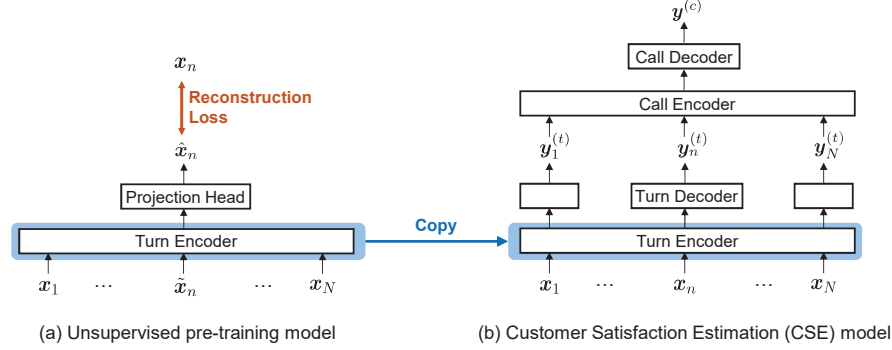 x_n
Reconstruction
Loss
x̂_n
Projection Head
Turn Encoder
x_1 ... x̃_n ... x_N
(a) Unsupervised pre-training model
Copy
y^(c)
Call Decoder
Call Encoder
y_1^(t) y_n^(t) y_N^(t)
Turn Decoder
Turn Encoder
x_1 ... x_n ... x_N
(b) Customer Satisfaction Estimation (CSE) model